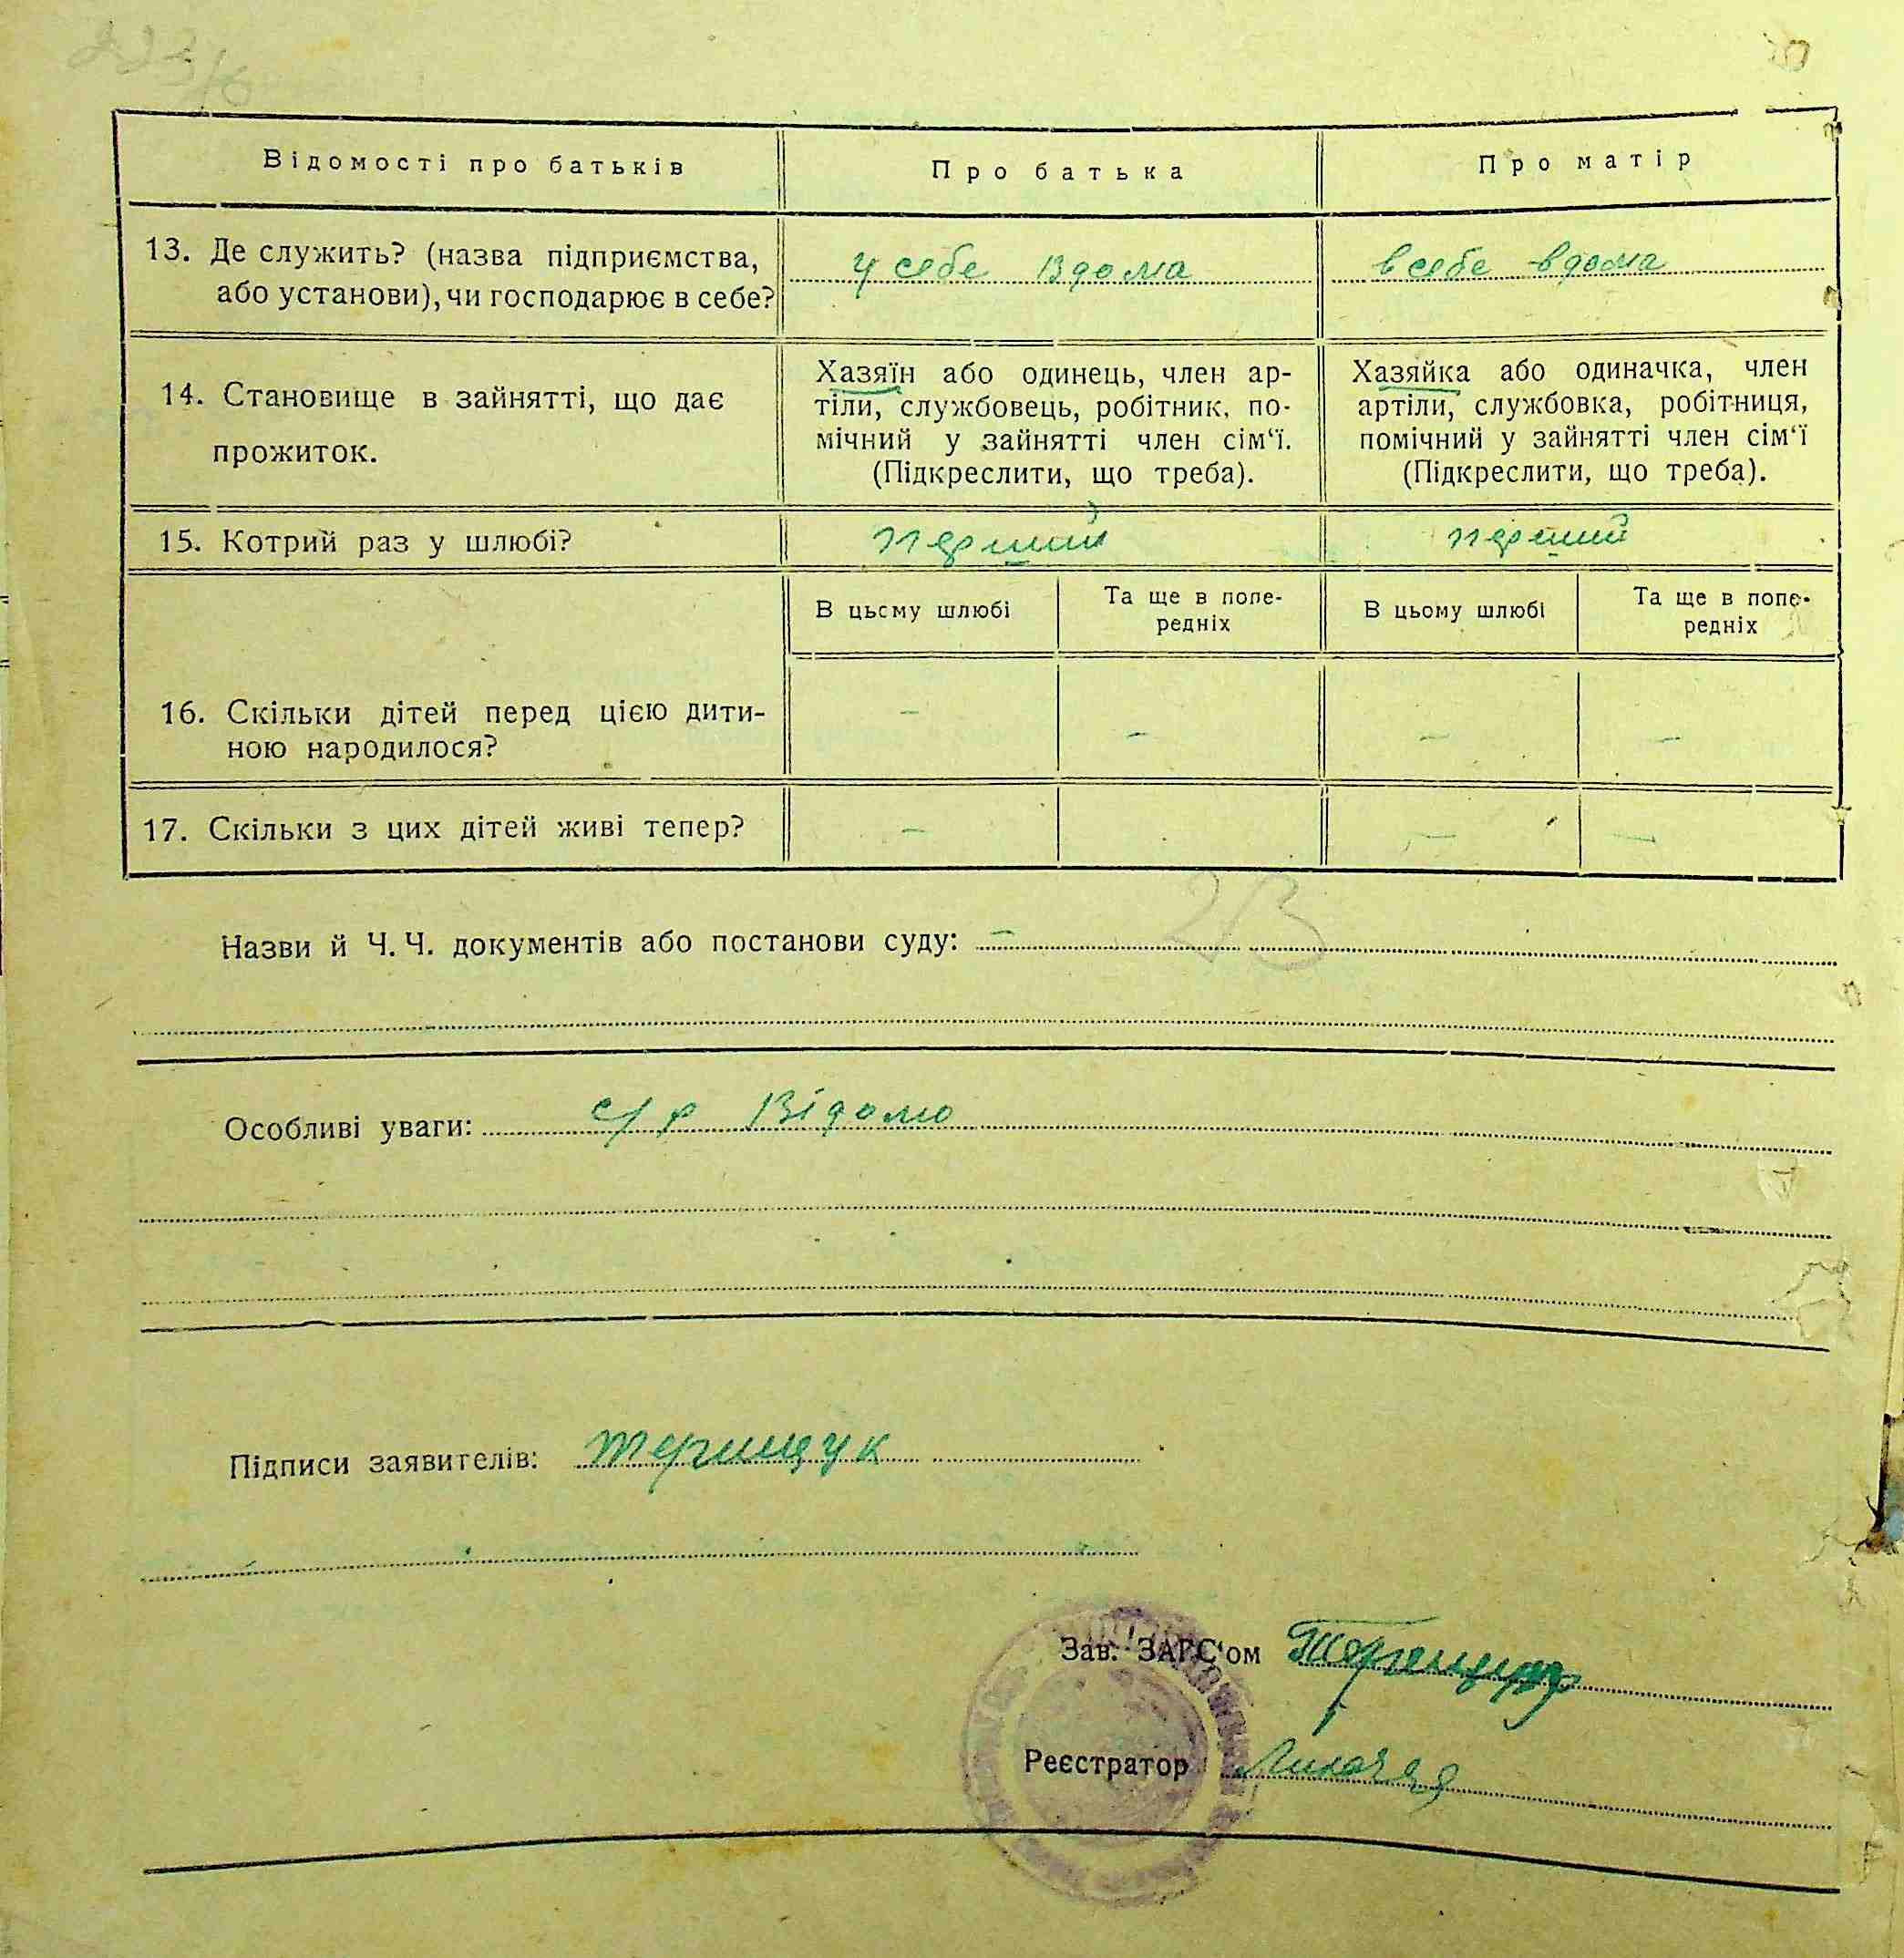 Відомості про батьків
Про батька
Про матір
13. Де служить? (назва підприємства,
або установи), чи господарює в себе?
у себе вдома
в себе вдома
14. Становище в зайнятті, що дає
прожиток.
Хазяїн або одинець, член ар-
тіли, службовець, робітник, по-
мічний у зайнятті член сім‘ї.
(Підкреслити, що треба).
Хазяйка або одиначка, член
артіли, службовка, робітниця,
помічний у зайнятті член сім‘ї
(Підкреслити, що треба).
15. Котрий раз у шлюбі?
перший
перший
В цьому шлюбі
Та ще в попе-
редніх
В цьому шлюбі
Та ще в попе-
редніх
16. Скільки дітей перед цією дити-
ною народилося?
– – – –
17. Скільки з цих дітей живі тепер?
– – –
Назви й Ч. Ч. документів або постанови суду: –
23
Особливі уваги: с/р Відомо
Підписи заявителів:
Зав. ЗАГС‘ом
Реєстратор